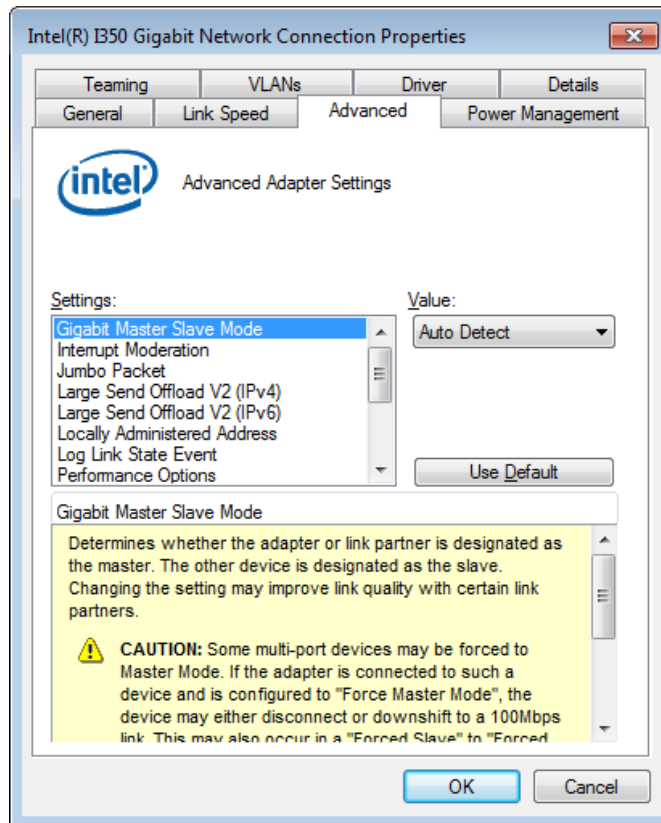 Intel(R) I350 Gigabit Network Connection Properties
Teaming VLANs Driver Details
General Link Speed Advanced Power Management
intel Advanced Adapter Settings
Settings: Value:
Gigabit Master Slave Mode Auto Detect
Interrupt Moderation
Jumbo Packet
Large Send Offload V2 (IPv4)
Large Send Offload V2 (IPv6)
Locally Administered Address
Log Link State Event
Performance Options Use Default
Gigabit Master Slave Mode
Determines whether the adapter or link partner is designated as
the master. The other device is designated as the slave.
Changing the setting may improve link quality with certain link
partners.
CAUTION: Some multi-port devices may be forced to
Master Mode. If the adapter is connected to such a
device and is configured to "Force Master Mode", the
device may either disconnect or downshift to a 100Mbps
link. This may also occur in a "Forced Slave" to "Forced
OK Cancel